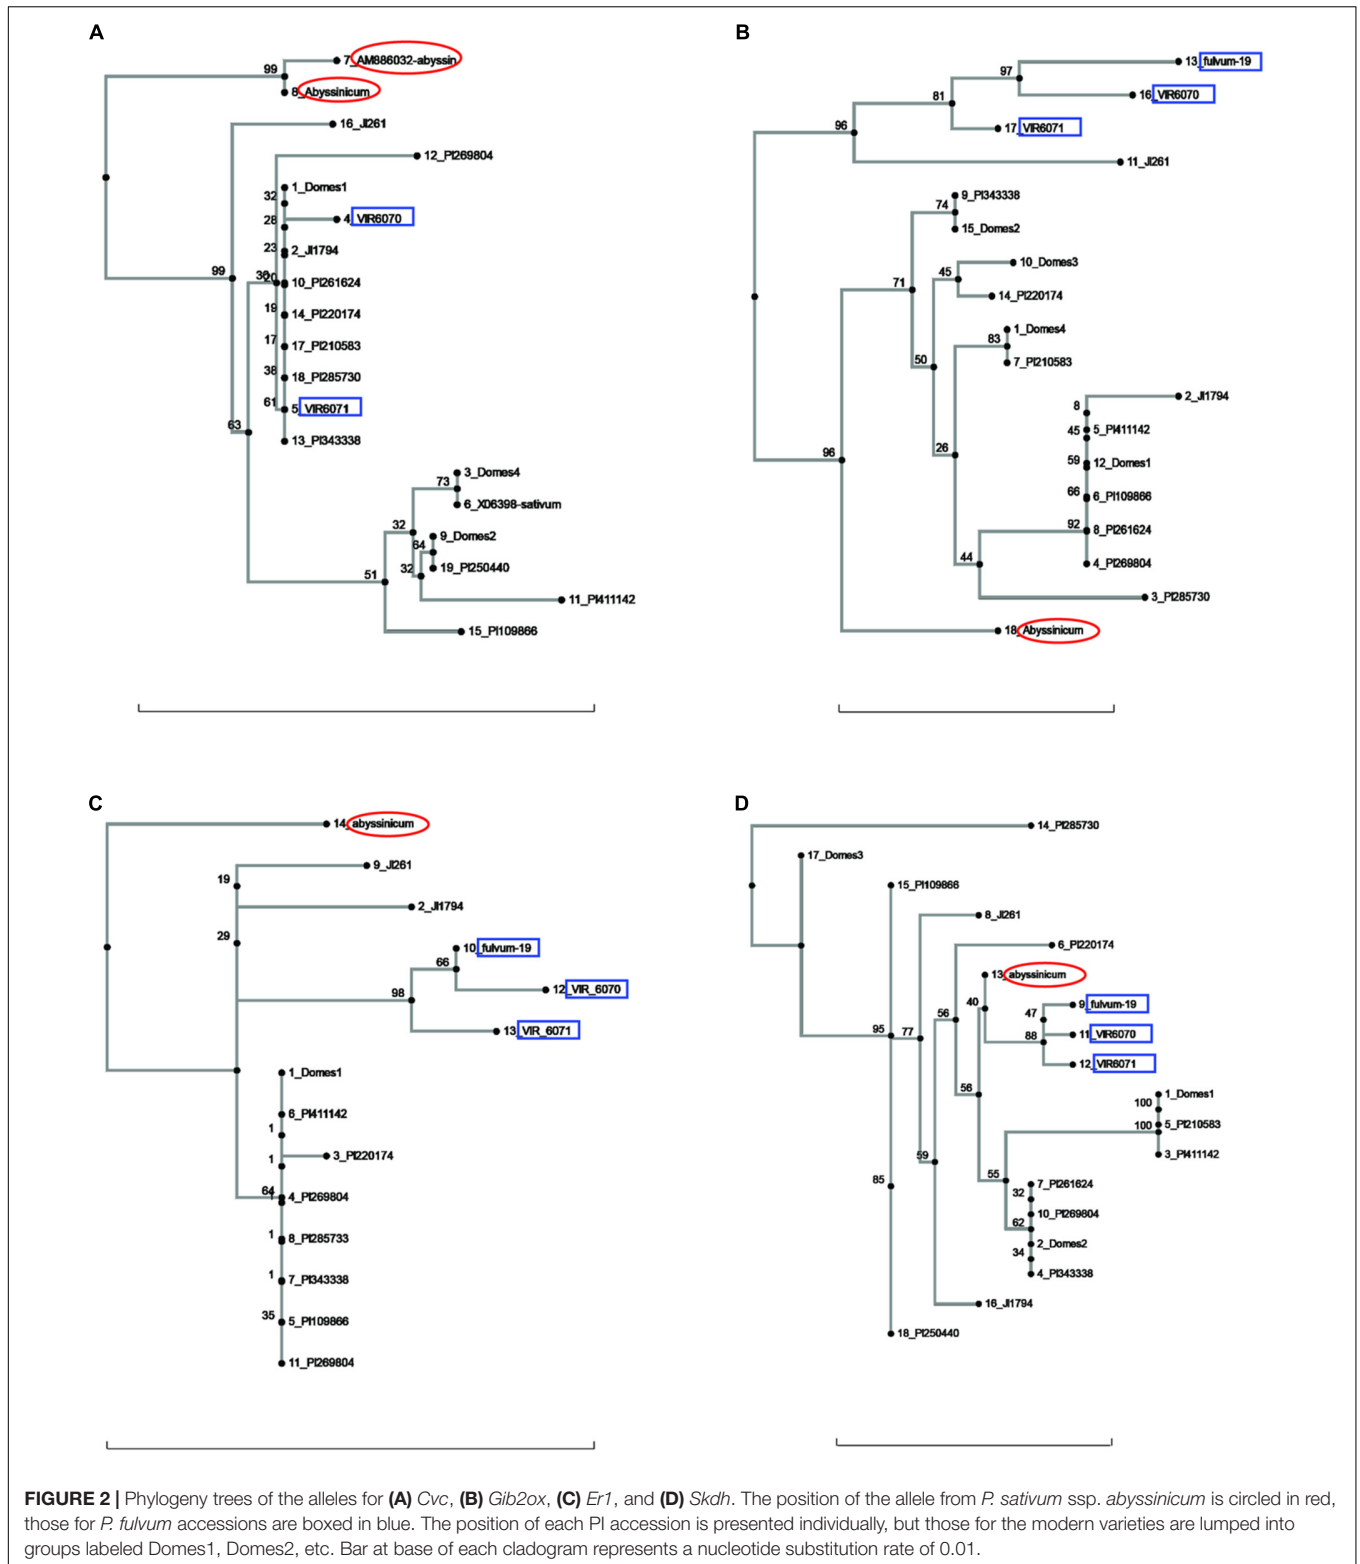 A
7_AM886032-abyssin
99
8_Abyssinicum
16_JI261
12_PI269804
1_Domes1
32
4_VIR6070
28
23
2_JI1794
99
10_PI261624
19
14_PI220174
17
17_PI210583
38
18_PI285730
61
5_VIR6071
63
13_PI343338
3_Domes4
73
6_X06398-sativum
32
9_Domes2
64
19_PI250440
32
51
11_PI411142
15_PI109866
B
13_fulvum-19
97
16_VIR6070
81
17_VIR6071
96
11_JI261
9_PI343338
74
15_Domes2
10_Domes3
45
71
14_PI220174
1_Domes4
83
7_PI210583
50
2_JI1794
8
5_PI411142
45
26
12_Domes1
59
96
6_PI109866
66
8_PI261624
92
4_PI269804
44
3_PI285730
18_Abyssinicum
C
14_abyssinicum
9_JI261
19
2_JI1794
29
10_fulvum-19
66
12_VIR_6070
98
13_VIR_6071
1_Domes1
6_PI411142
1
3_PI220174
1
64
4_PI269804
1
8_PI285733
1
7_PI343338
35
5_PI109866
11_PI269804
D
14_PI285730
17_Domes3
15_PI109866
8_JI261
6_PI220174
13_abyssinicum
40
9_fulvum-19
56
47
95
77
11_VIR6070
88
12_VIR6071
56
1_Domes1
100
5_PI210583
100
3_PI411142
59
55
85
7_PI261624
32
10_PI269804
62
2_Domes2
34
4_PI343338
16_JI1794
18_PI250440
FIGURE 2 | Phylogeny trees of the alleles for (A) Cvc, (B) Gib2ox, (C) Er1, and (D) Skdh. The position of the allele from P. sativum ssp. abyssinicum is circled in red,
those for P. fulvum accessions are boxed in blue. The position of each PI accession is presented individually, but those for the modern varieties are lumped into
groups labeled Domes1, Domes2, etc. Bar at base of each cladogram represents a nucleotide substitution rate of 0.01.